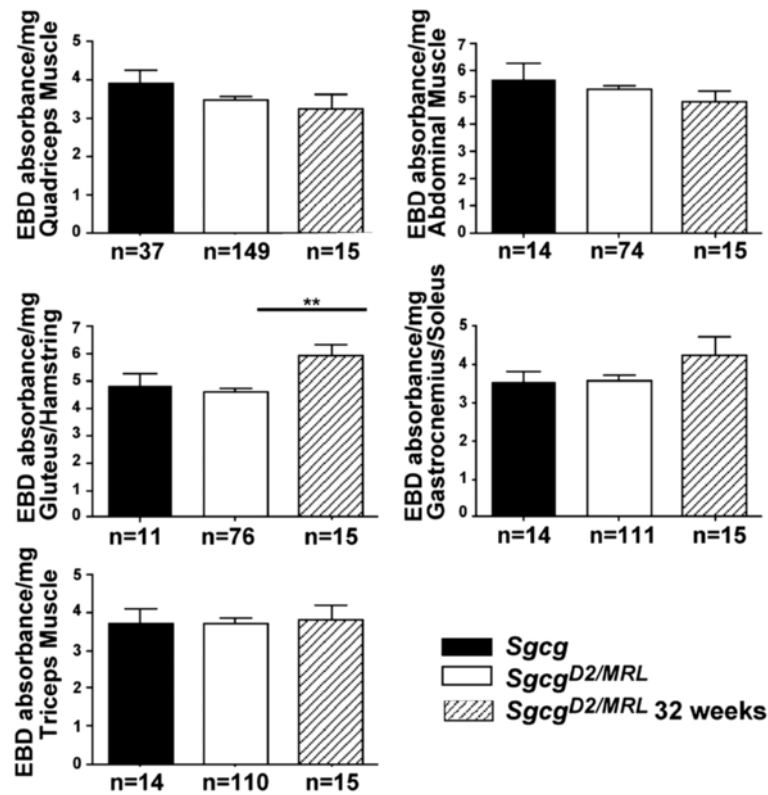 EBD absorbance/mg
Quadriceps Muscle
5
4
3
2
1
0
n=37 n=149 n=15
EBD absorbance/mg
Abdominal Muscle
7
6
5
4
3
2
1
0
n=14 n=74 n=15
EBD absorbance/mg
Gluteus/Hamstring
7
6
5
4
3
2
1
0
**
n=11 n=76 n=15
EBD absorbance/mg
Gastrocnemius/Soleus
5
4
3
2
1
0
n=14 n=111 n=15
EBD absorbance/mg
Triceps Muscle
5
4
3
2
1
0
n=14 n=110 n=15
Sgcg
Sgcg D2/MRL
Sgcg D2/MRL 32 weeks